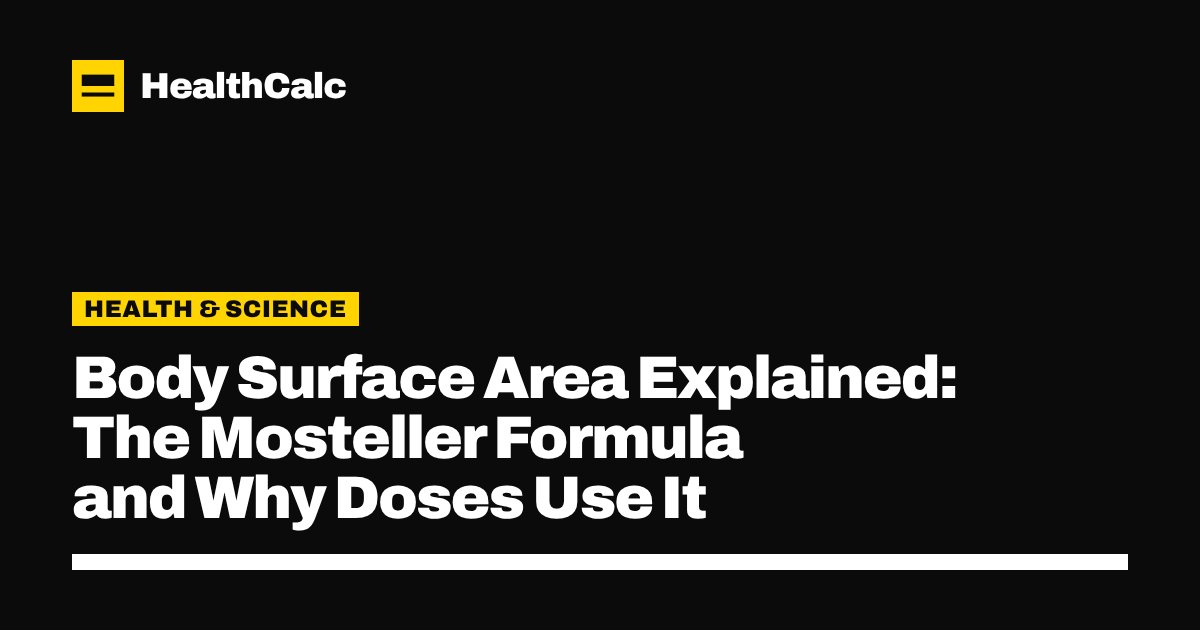 HealthCalc
HEALTH & SCIENCE
Body Surface Area Explained:
The Mosteller Formula
and Why Doses Use It